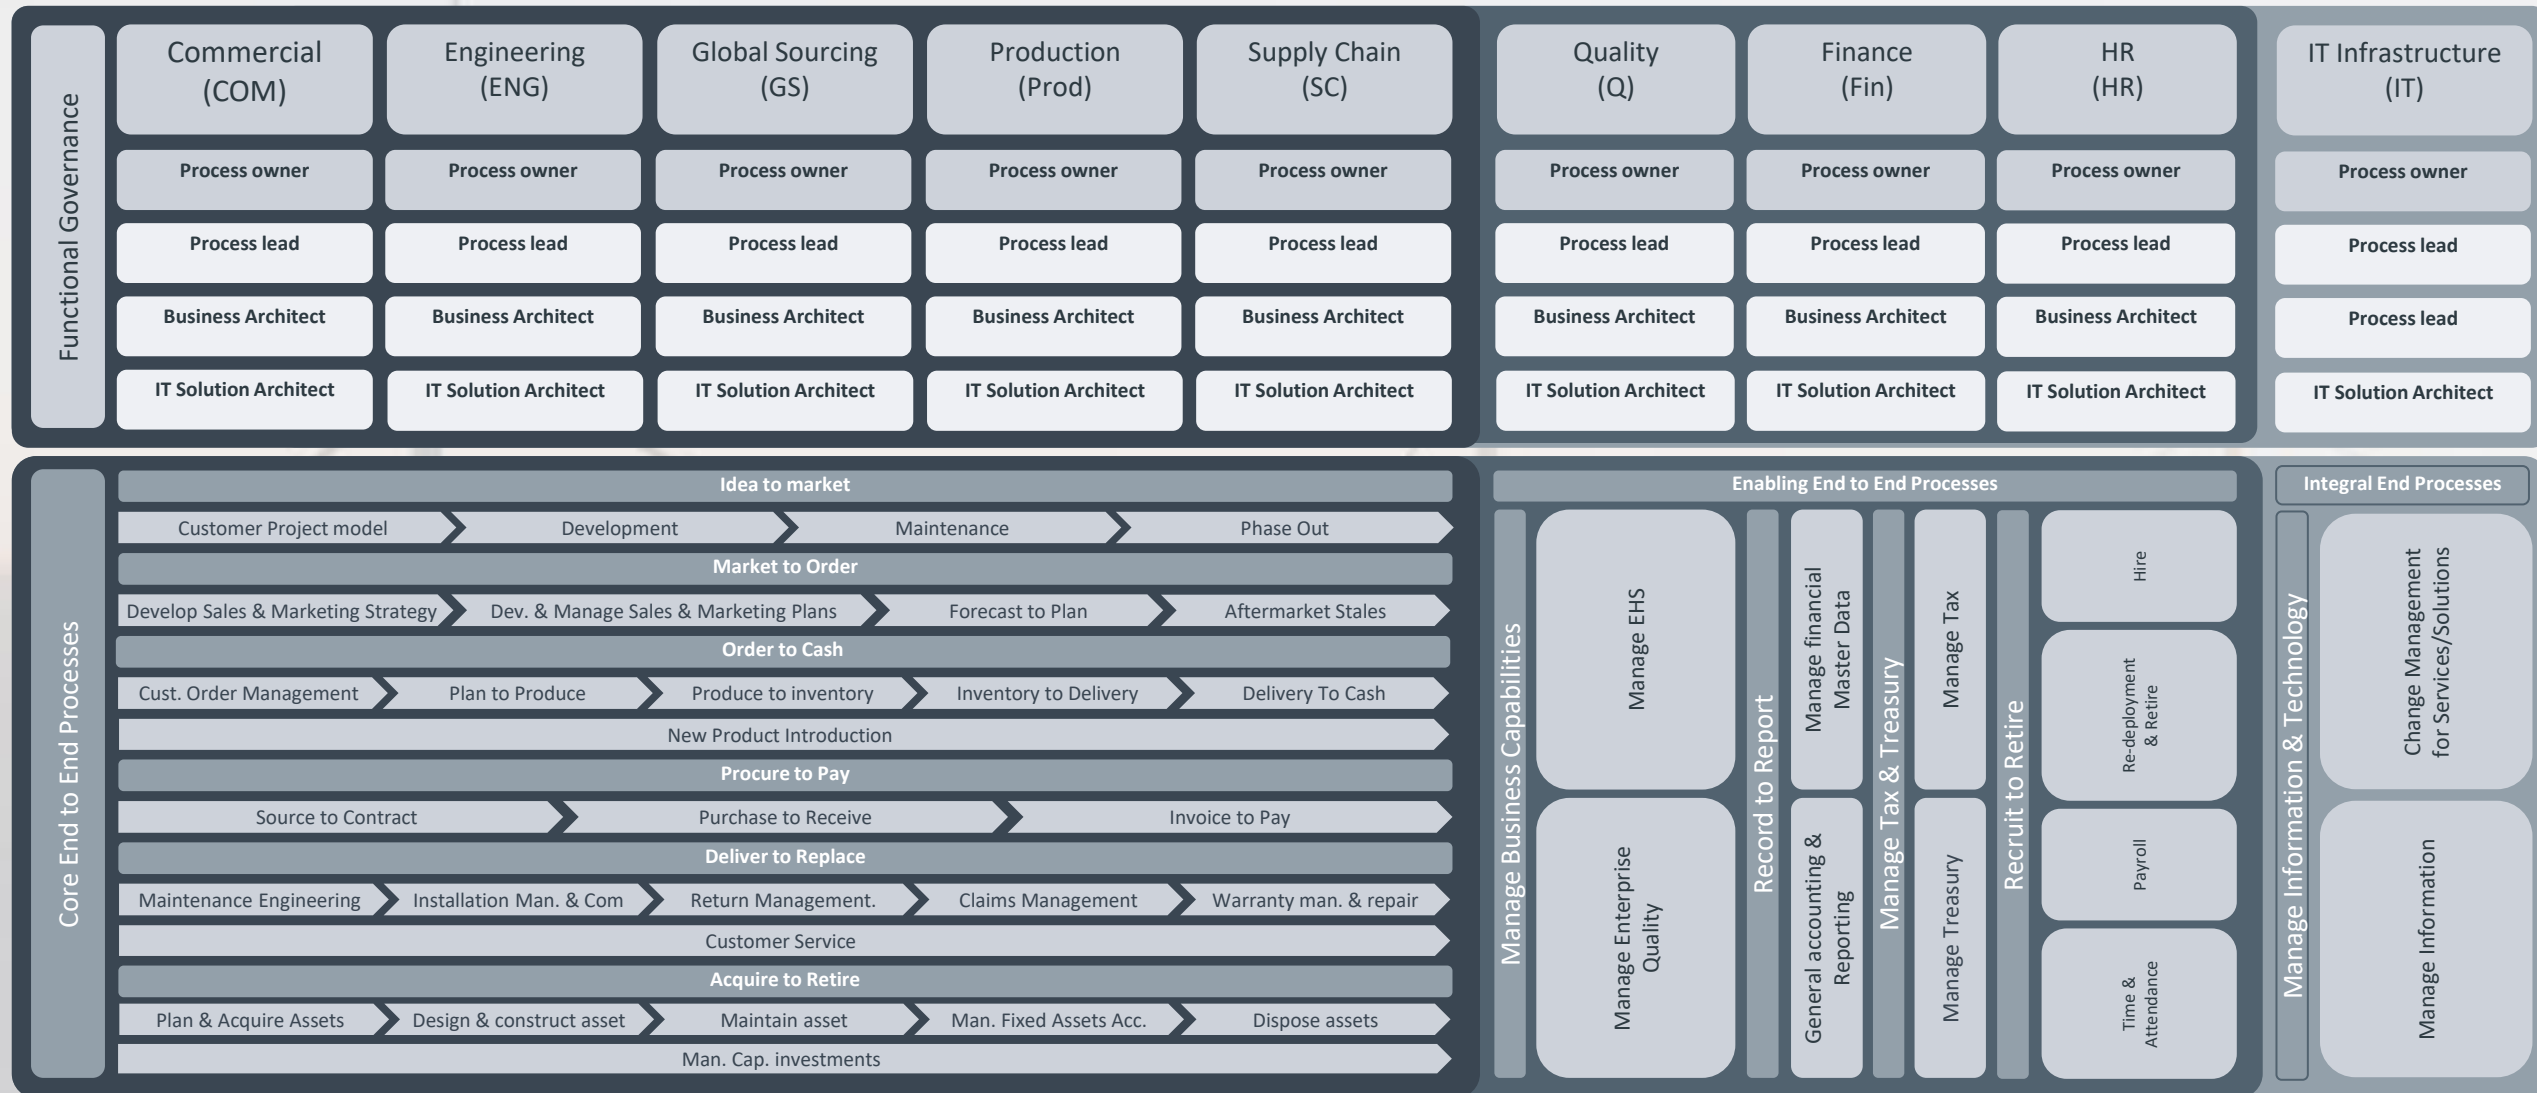 Functional Governance
Commercial
(COM)
Engineering
(ENG)
Global Sourcing
(GS)
Production
(Prod)
Supply Chain
(SC)
Quality
(Q)
Finance
(Fin)
HR
(HR)
IT Infrastructure
(IT)
Process owner
Process owner
Process owner
Process owner
Process owner
Process owner
Process owner
Process owner
Process owner
Process lead
Process lead
Process lead
Process lead
Process lead
Process lead
Process lead
Process lead
Process lead
Business Architect
Business Architect
Business Architect
Business Architect
Business Architect
Business Architect
Business Architect
Business Architect
Process lead
IT Solution Architect
IT Solution Architect
IT Solution Architect
IT Solution Architect
IT Solution Architect
IT Solution Architect
IT Solution Architect
IT Solution Architect
IT Solution Architect
Core End to End Processes
Idea to market
Customer Project model
Development
Maintenance
Phase Out
Market to Order
Develop Sales & Marketing Strategy
Dev. & Manage Sales & Marketing Plans
Forecast to Plan
Aftermarket Stales
Order to Cash
Cust. Order Management
Plan to Produce
Produce to inventory
Inventory to Delivery
Delivery To Cash
New Product Introduction
Procure to Pay
Source to Contract
Purchase to Receive
Invoice to Pay
Deliver to Replace
Maintenance Engineering
Installation Man. & Com
Return Management.
Claims Management
Warranty man. & repair
Customer Service
Acquire to Retire
Plan & Acquire Assets
Design & construct asset
Maintain asset
Man. Fixed Assets Acc.
Dispose assets
Man. Cap. investments
Enabling End to End Processes
Manage Business Capabilities
Manage EHS
Manage Enterprise
Quality
Record to Report
Manage financial
Master Data
General accounting &
Reporting
Manage Tax & Treasury
Manage Tax
Manage Treasury
Recruit to Retire
Hire
Re-deployment
& Retire
Payroll
Time &
Attendance
Integral End Processes
Manage Information & Technology
Change Management
for Services/Solutions
Manage Information